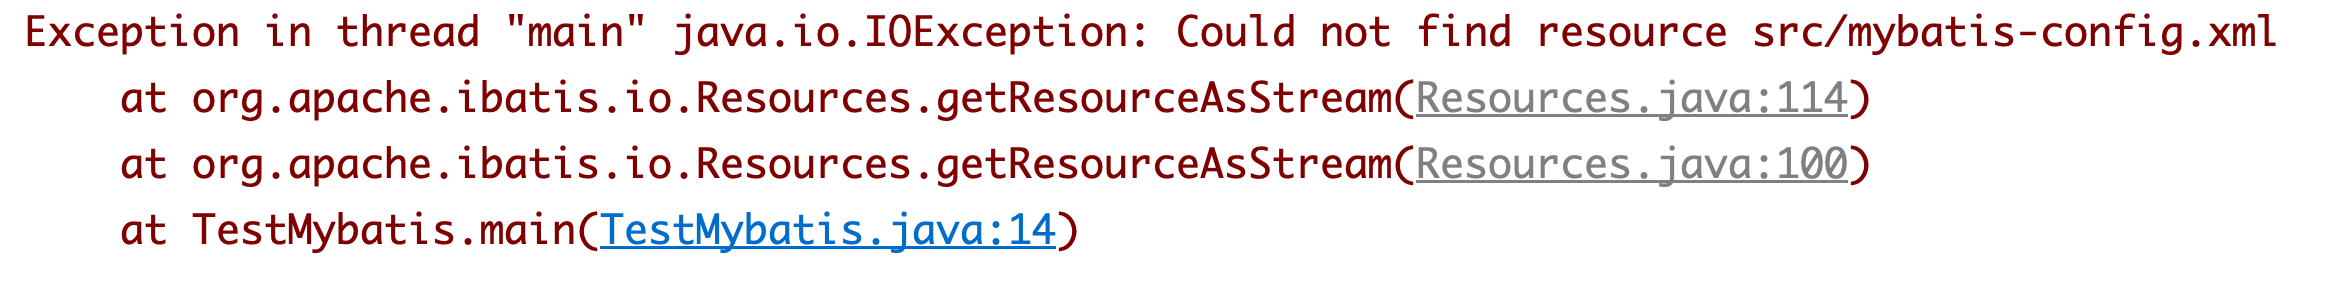 Exception in thread "main" java.io.IOException: Could not find resource src/mybatis-config.xml
    at org.apache.ibatis.io.Resources.getResourceAsStream(Resources.java:114)
    at org.apache.ibatis.io.Resources.getResourceAsStream(Resources.java:100)
    at TestMybatis.main(TestMybatis.java:14)